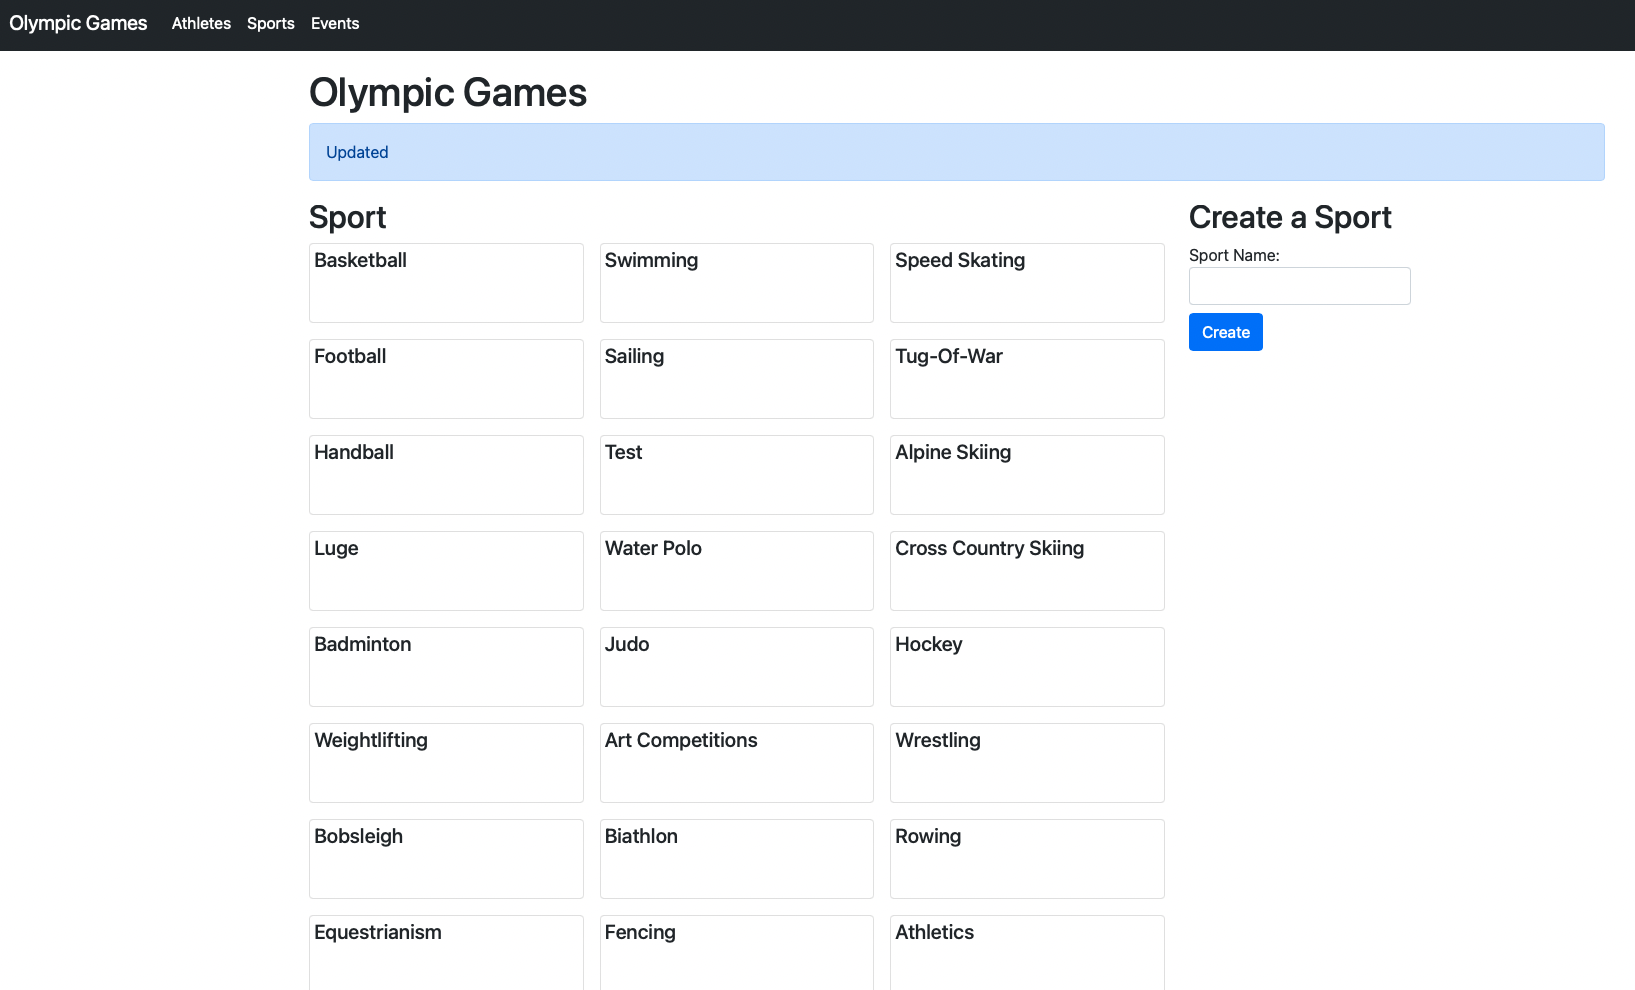 Olympic Games Athletes Sports Events
Olympic Games
Updated
Sport
Basketball Swimming Speed Skating
Football Sailing Tug-Of-War
Handball Test Alpine Skiing
Luge Water Polo Cross Country Skiing
Badminton Judo Hockey
Weightlifting Art Competitions Wrestling
Bobsleigh Biathlon Rowing
Equestrianism Fencing Athletics
Create a Sport
Sport Name:
Create